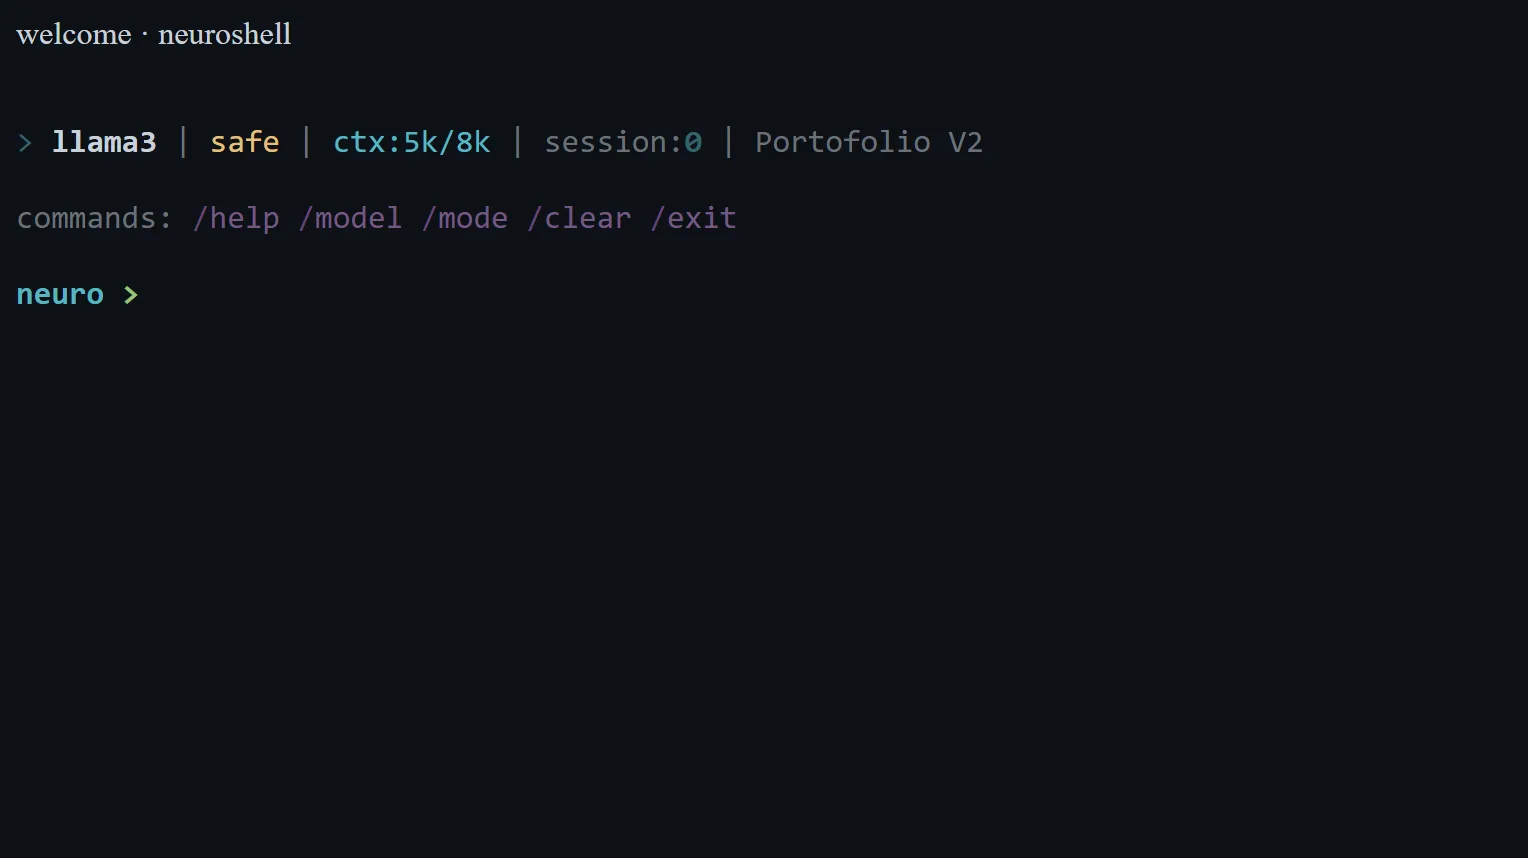 welcome · neuroshell
> llama3 │ safe │ ctx:5k/8k │ session:0 │ Portofolio V2
commands: /help /model /mode /clear /exit
neuro >